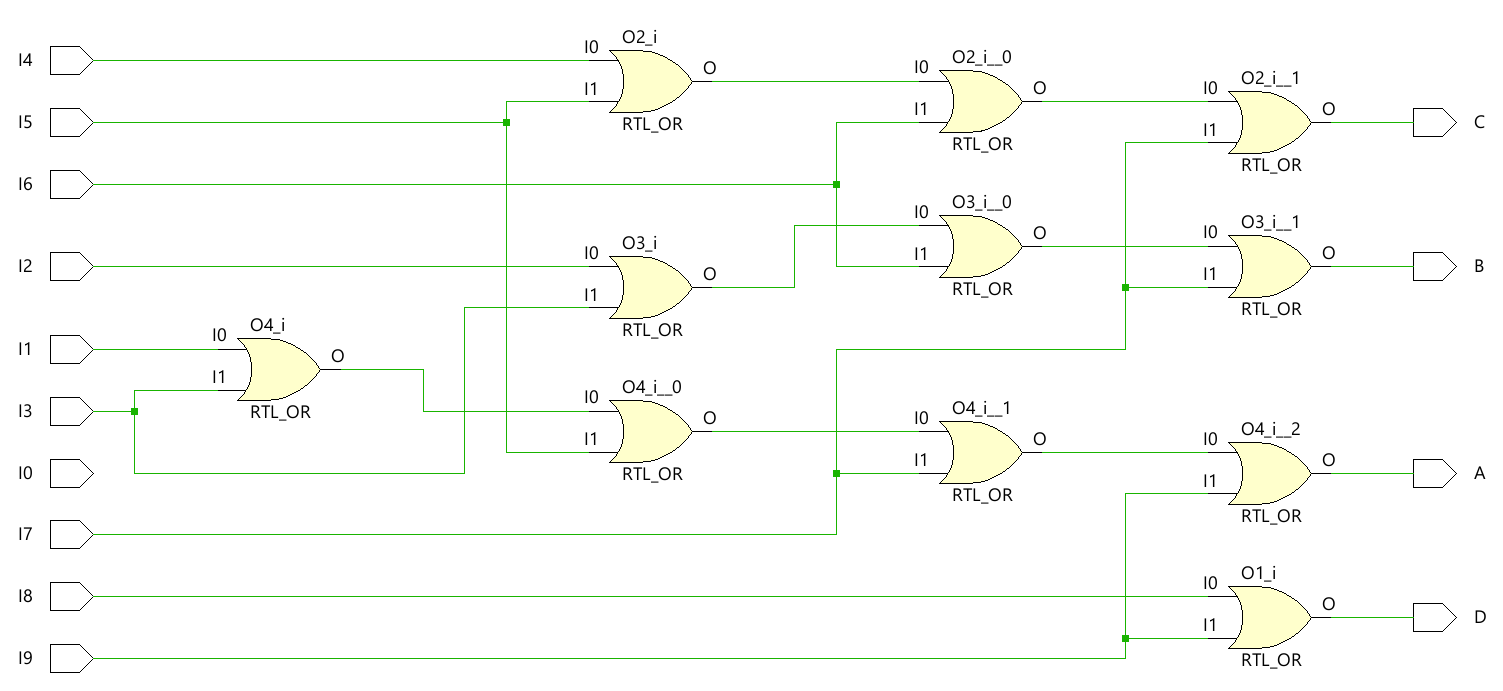 I4
I5
I6
I2
I1
I3
I0
I7
I8
I9
O4_i
I0
I1
O
RTL_OR
O2_i
I0
I1
O
RTL_OR
O3_i
I0
I1
O
RTL_OR
O4_i__0
I0
I1
O
RTL_OR
O2_i__0
I0
I1
O
RTL_OR
O3_i__0
I0
I1
O
RTL_OR
O4_i__1
I0
I1
O
RTL_OR
O2_i__1
I0
I1
O
RTL_OR
O3_i__1
I0
I1
O
RTL_OR
O4_i__2
I0
I1
O
RTL_OR
O1_i
I0
I1
O
RTL_OR
C
B
A
D